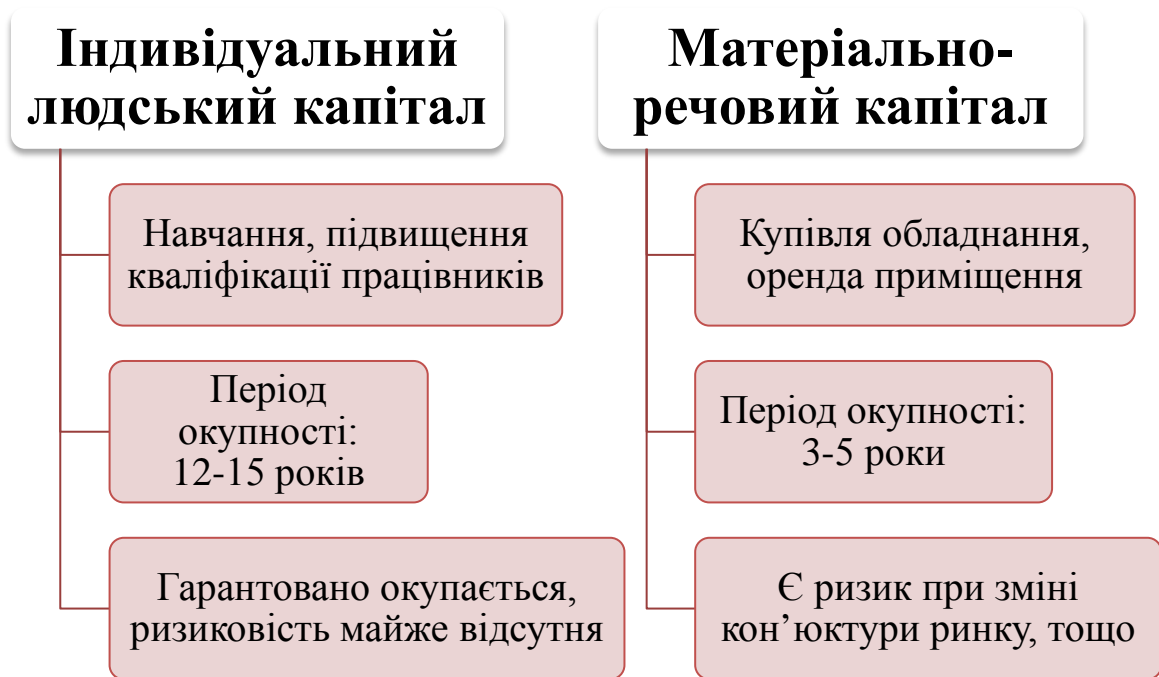 Індивідуальний
людський капітал
Навчання, підвищення
кваліфікації працівників
Період
окупності:
12-15 років
Гарантовано окупається,
ризиковість майже відсутня
Матеріально-
речовий капітал
Купівля обладнання,
оренда приміщення
Період окупності:
3-5 роки
Є ризик при зміні
кон’юктури ринку, тощо